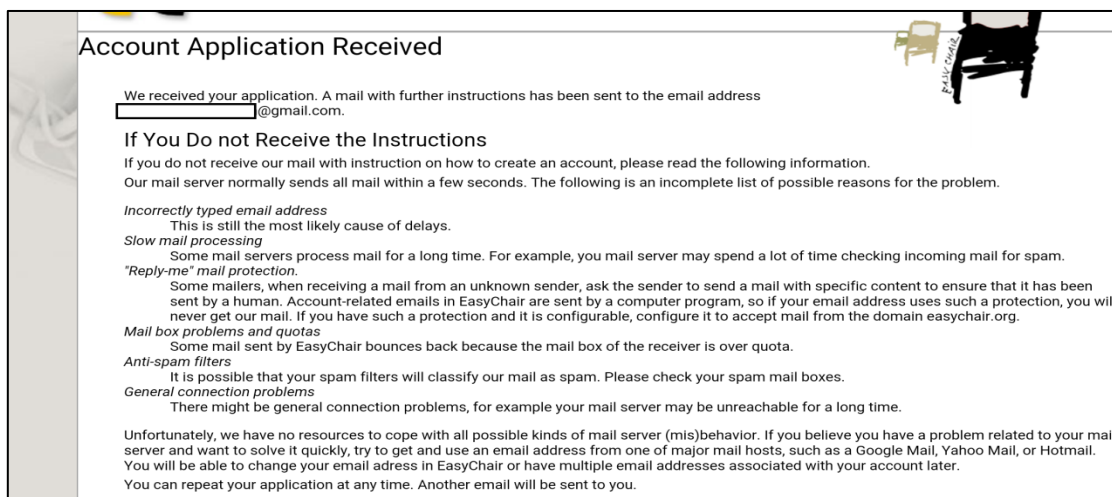 Account Application Received
EASY CHAIR
We received your application. A mail with further instructions has been sent to the email address
@gmail.com.
If You Do not Receive the Instructions
If you do not receive our mail with instruction on how to create an account, please read the following information.
Our mail server normally sends all mail within a few seconds. The following is an incomplete list of possible reasons for the problem.
Incorrectly typed email address
This is still the most likely cause of delays.
Slow mail processing
Some mail servers process mail for a long time. For example, you mail server may spend a lot of time checking incoming mail for spam.
"Reply-me" mail protection.
Some mailers, when receiving a mail from an unknown sender, ask the sender to send a mail with specific content to ensure that it has been
sent by a human. Account-related emails in EasyChair are sent by a computer program, so if your email address uses such a protection, you wil
never get our mail. If you have such a protection and it is configurable, configure it to accept mail from the domain easychair.org.
Mail box problems and quotas
Some mail sent by EasyChair bounces back because the mail box of the receiver is over quota.
Anti-spam filters
It is possible that your spam filters will classify our mail as spam. Please check your spam mail boxes.
General connection problems
There might be general connection problems, for example your mail server may be unreachable for a long time.
Unfortunately, we have no resources to cope with all possible kinds of mail server (mis)behavior. If you believe you have a problem related to your mai
server and want to solve it quickly, try to get and use an email address from one of major mail hosts, such as a Google Mail, Yahoo Mail, or Hotmail.
You will be able to change your email adress in EasyChair or have multiple email addresses associated with your account later.
You can repeat your application at any time. Another email will be sent to you.